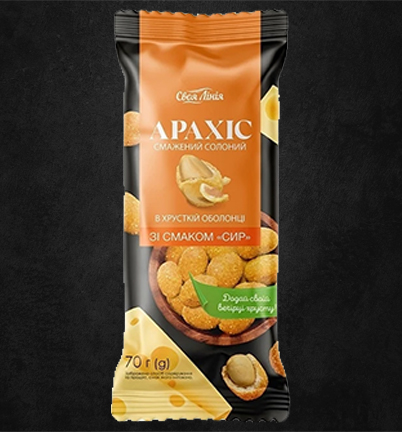 Своя Лінія
АРАХІС
СМАЖЕНИЙ СОЛОНИЙ
В ХРУСТКІЙ ОБОЛОНЦІ
ЗІ СМАКОМ «СИР»
Додай своїй
вечірці хрусту!
70 г (g)